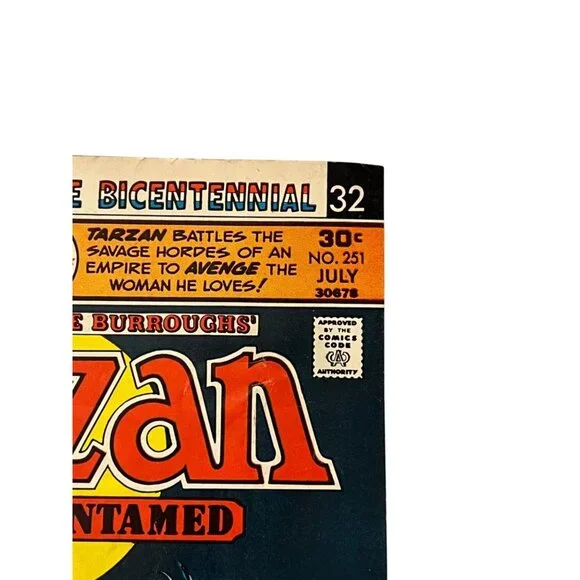 E BICENTENNIAL 32
TARZAN BATTLES THE
SAVAGE HORDES OF AN
EMPIRE TO AVENGE THE
WOMAN HE LOVES!
30¢
NO. 251
JULY
30678
E BURROUGHS'
APPROVED
BY THE
COMICS
CODE
CA
AUTHORITY
zan
NTAMED